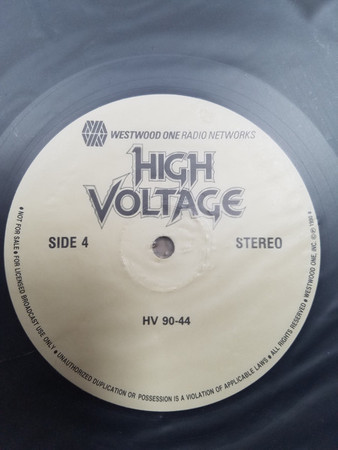 WESTWOOD ONE RADIO NETWORKS
HIGH
VOLTAGE
SIDE 4
STEREO
HV 90-44
• NOT FOR SALE • FOR LICENSED BROADCAST USE ONLY • UNAUTHORIZED DUPLICATION OR POSSESSION IS A VIOLATION OF APPLICABLE LAWS • ALL RIGHTS RESERVED • WESTWOOD ONE, INC.